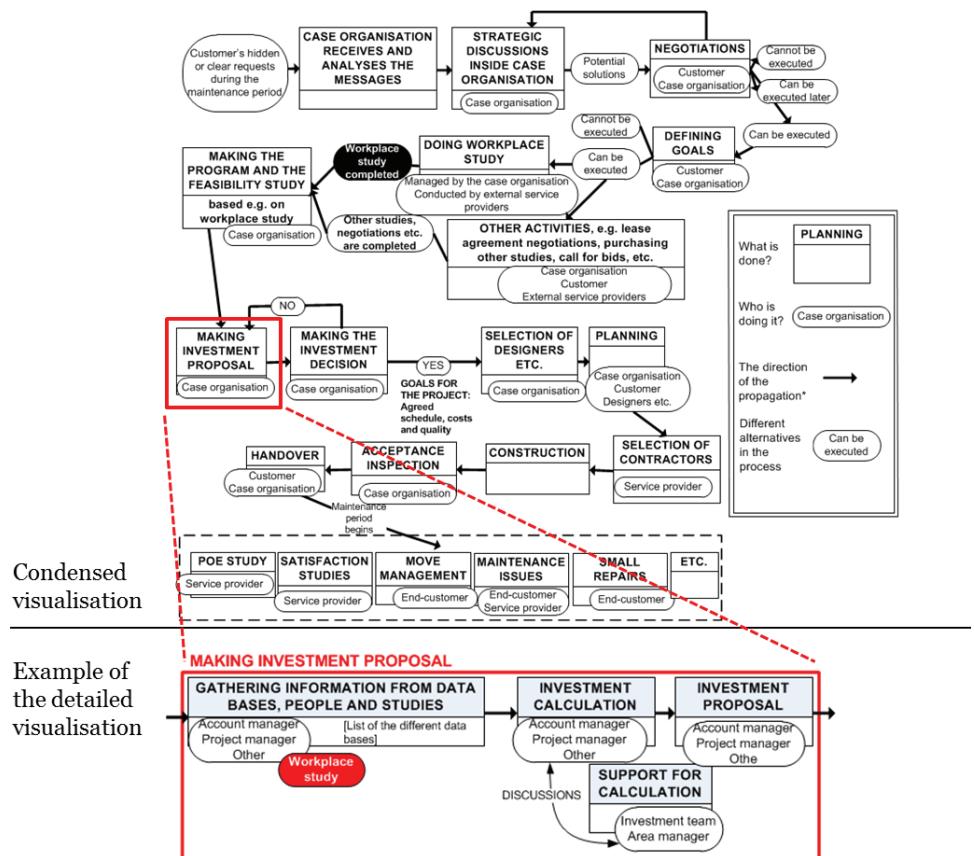 Customer's hidden
or clear requests
during the
maintenance period
CASE ORGANISATION
RECEIVES AND
ANALYSES THE
MESSAGES
STRATEGIC
DISCUSSIONS
INSIDE CASE
ORGANISATION
Case organisation
Potential
solutions
NEGOTIATIONS
Customer
Case organisation
Cannot be
executed
Can be
executed later
Can be executed
DEFINING
GOALS
Customer
Case organisation
Cannot be
executed
Can be
executed
DOING WORKPLACE
STUDY
Managed by the case organisation
Conducted by external service
providers
Workplace
study
completed
MAKING THE
PROGRAM AND THE
FEASIBILITY STUDY
based e.g. on
workplace study
Case organisation
Other studies,
negotiations etc.
are completed
OTHER ACTIVITIES, e.g. lease
agreement negotiations, purchasing
other studies, call for bids, etc.
Case organisation
Customer
External service providers
What is
done?
PLANNING
Who is
doing it?
Case organisation
The direction
of the
propagation*
Different
alternatives
in the
process
Can be
executed
NO
MAKING
INVESTMENT
PROPOSAL
Case organisation
MAKING THE
INVESTMENT
DECISION
Case organisation
YES
GOALS FOR
THE PROJECT:
Agreed
schedule, costs
and quality
SELECTION OF
DESIGNERS
ETC.
Case organisation
PLANNING
Case organisation
Customer
Designers etc.
SELECTION OF
CONTRACTORS
Service provider
CONSTRUCTION
ACCEPTANCE
INSPECTION
Case organisation
HANDOVER
Customer
Case organisation
Maintenance
period
begins
POE STUDY
Service provider
SATISFACTION
STUDIES
Service provider
MOVE
MANAGEMENT
End-customer
MAINTENANCE
ISSUES
End-customer
Service provider
SMALL
REPAIRS
End-customer
ETC.
Condensed
visualisation
Example of
the detailed
visualisation
MAKING INVESTMENT PROPOSAL
GATHERING INFORMATION FROM DATA
BASES, PEOPLE AND STUDIES
Account manager
Project manager
Other
[List of the different data
bases]
Workplace
study
INVESTMENT
CALCULATION
Account manager
Project manager
Other
INVESTMENT
PROPOSAL
Account manager
Project manager
Othe
DISCUSSIONS
SUPPORT FOR
CALCULATION
Investment team
Area manager